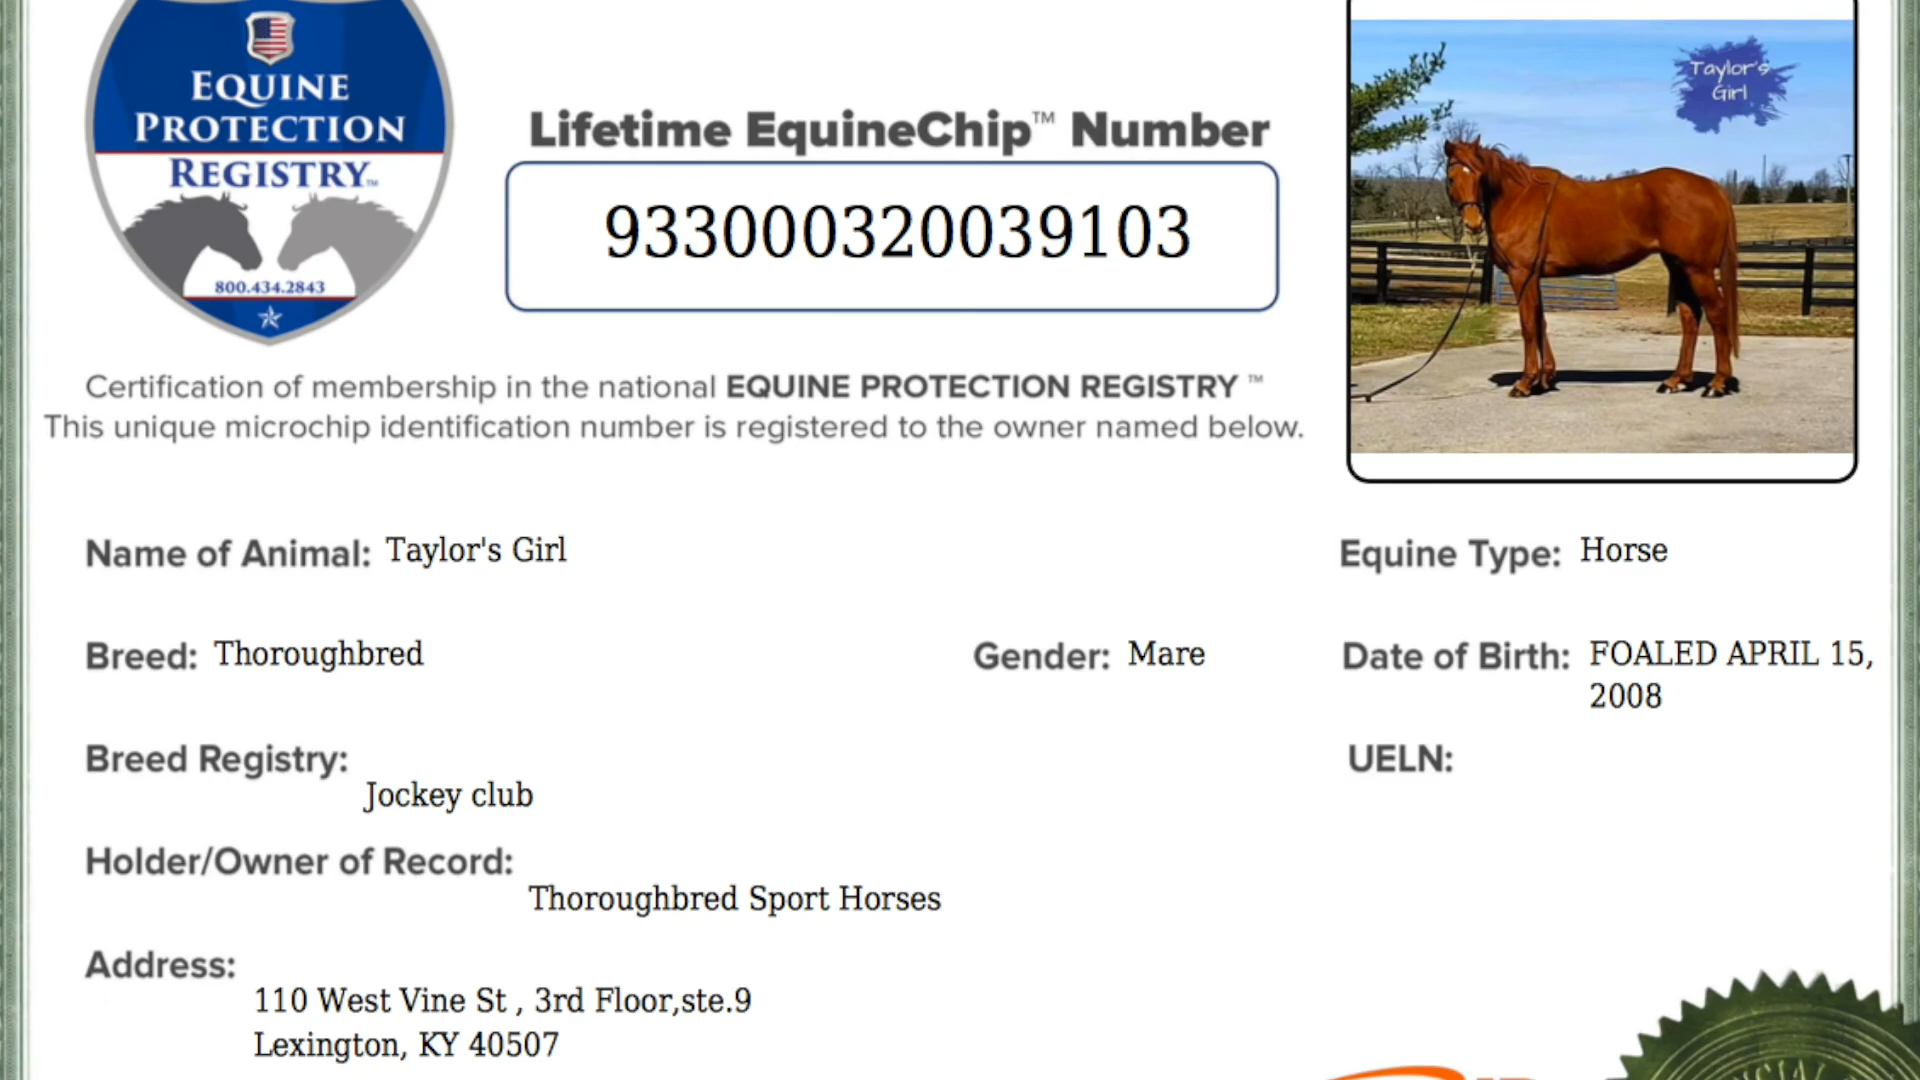 EQUINE
PROTECTION
REGISTRY™
800.434.2843
Lifetime EquineChip™ Number
933000320039103
Taylor's
Girl
Certification of membership in the national EQUINE PROTECTION REGISTRY ™
This unique microchip identification number is registered to the owner named below.
Name of Animal: Taylor's Girl
Equine Type: Horse
Breed: Thoroughbred
Gender: Mare
Date of Birth: FOALED APRIL 15,
2008
Breed Registry:
Jockey club
UELN:
Holder/Owner of Record:
Thoroughbred Sport Horses
Address:
110 West Vine St , 3rd Floor,ste.9
Lexington, KY 40507